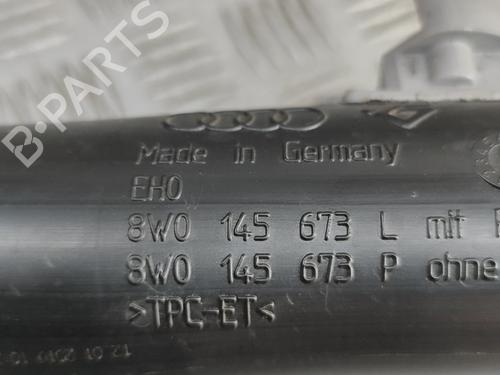 Made in Germany
EHO
8W0 145 673 L mit
8W0 145 673 P ohne
>TPC-ET<
B-PARTS